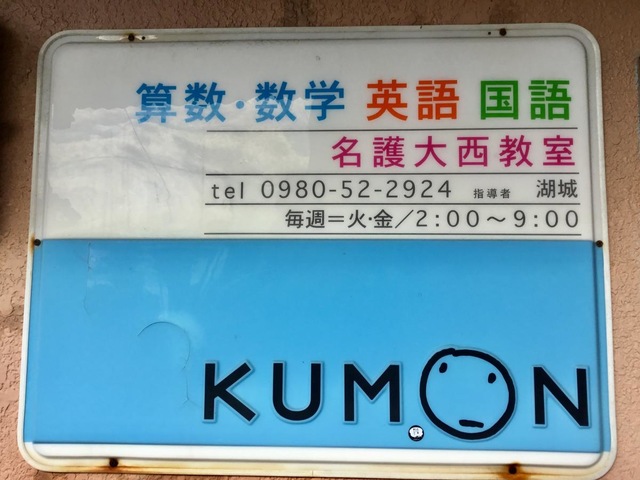 算数・数学 英語 国語
名護大西教室
tel 0980-52-2924 指導者 湖城
毎週＝火・金／2:00〜9:00
KUMON